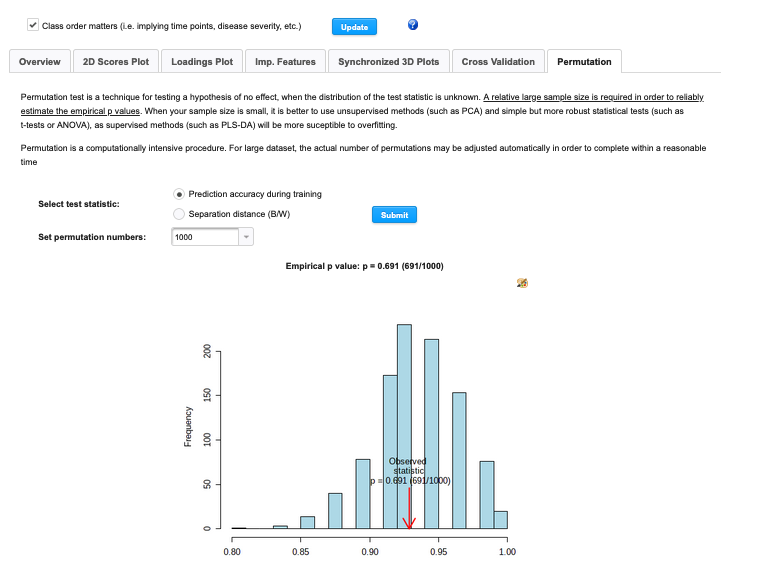 Class order matters (i.e. implying time points, disease severity, etc.) Update ?
Overview 2D Scores Plot Loadings Plot Imp. Features Synchronized 3D Plots Cross Validation Permutation
Permutation test is a technique for testing a hypothesis of no effect, when the distribution of the test statistic is unknown. A relative large sample size is required in order to reliably
estimate the empirical p values. When your sample size is small, it is better to use unsupervised methods (such as PCA) and simple but more robust statistical tests (such as
t-tests or ANOVA), as supervised methods (such as PLS-DA) will be more suceptible to overfitting.
Permutation is a computationally intensive procedure. For large dataset, the actual number of permutations may be adjusted automatically in order to complete within a reasonable
time
Select test statistic:
Prediction accuracy during training
Separation distance (B/W)
Submit
Set permutation numbers: 1000
Empirical p value: p = 0.691 (691/1000)
Frequency
200
150
100
50
0
Observed
statistic
p = 0.691 (691/1000)
0.80 0.85 0.90 0.95 1.00